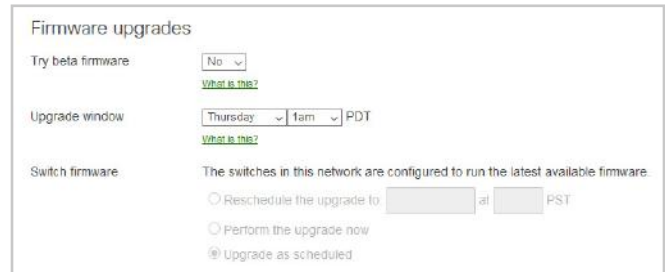 Firmware upgrades
Try beta firmware No
What is this?
Upgrade window Thursday 1am PDT
What is this?
Switch firmware The switches in this network are configured to run the latest available firmware.
Reschedule the upgrade to at PST
Perform the upgrade now
Upgrade as scheduled